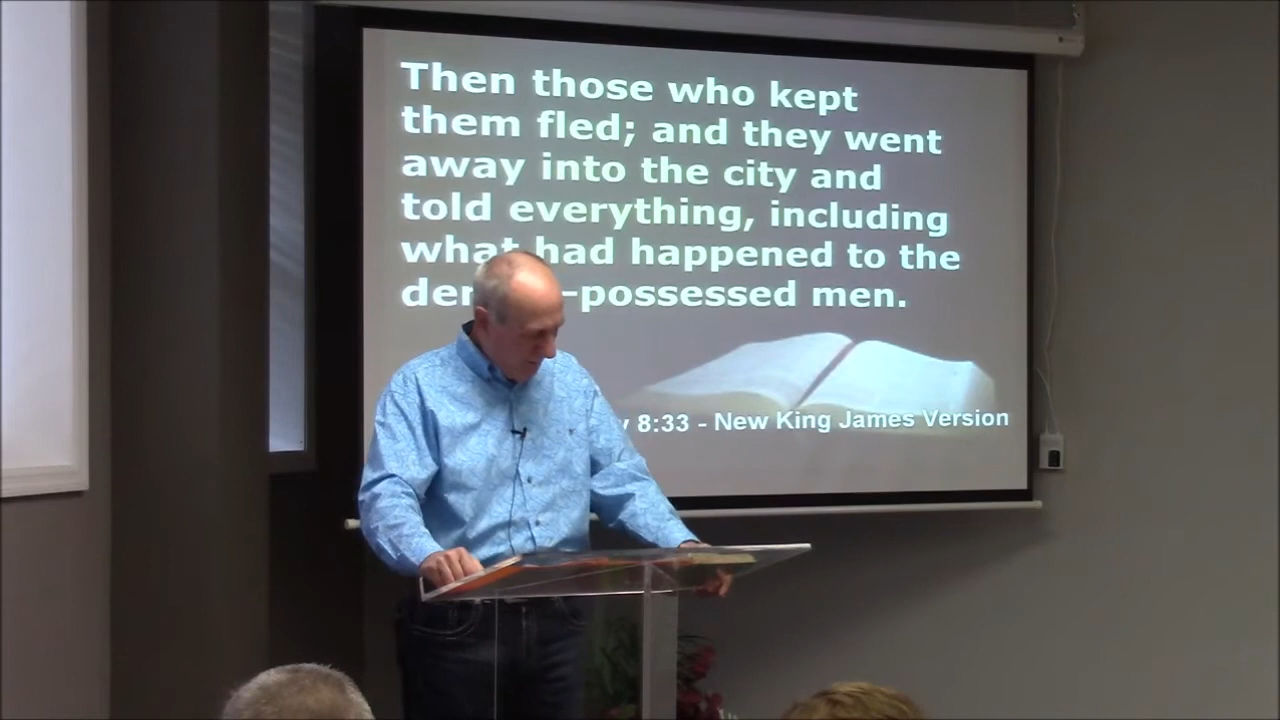 Then those who kept
them fled; and they went
away into the city and
told everything, including
what had happened to the
-possessed men.
8:33 - New King James Version